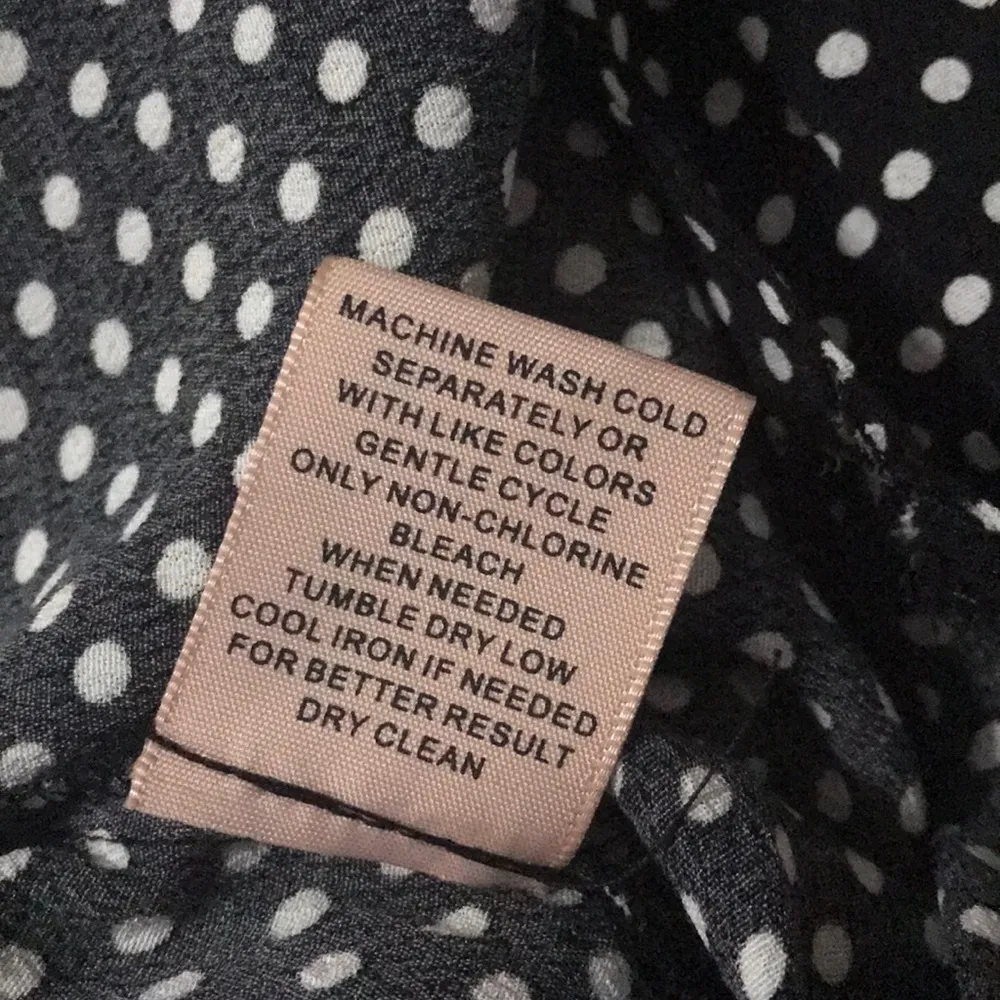 MACHINE WASH COLD
SEPARATELY OR
WITH LIKE COLORS
GENTLE CYCLE
ONLY NON-CHLORINE
BLEACH
WHEN NEEDED
TUMBLE DRY LOW
COOL IRON IF NEEDED
FOR BETTER RESULT
DRY CLEAN